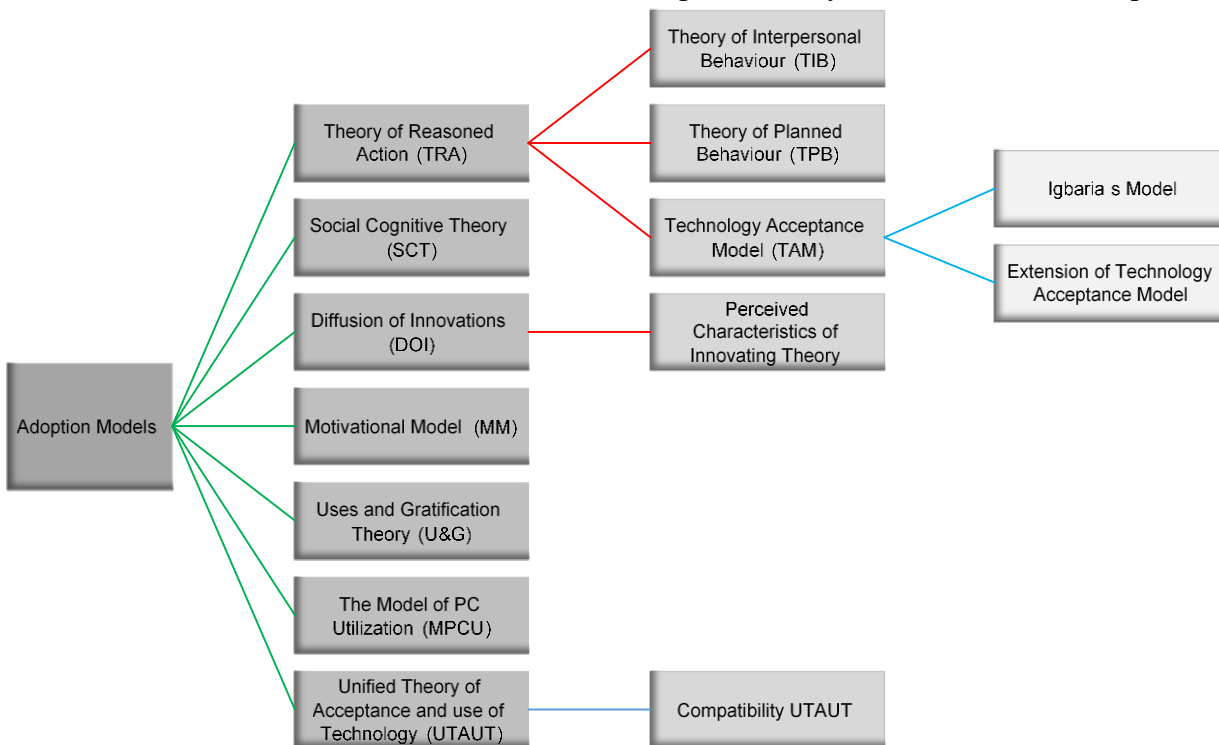 Theory of Interpersonal
Behaviour (TIB)
Theory of Reasoned
Action (TRA)
Theory of Planned
Behaviour (TPB)
Igbaria s Model
Social Cognitive Theory
(SCT)
Technology Acceptance
Model (TAM)
Extension of Technology
Acceptance Model
Diffusion of Innovations
(DOI)
Perceived
Characteristics of
Innovating Theory
Adoption Models
Motivational Model (MM)
Uses and Gratification
Theory (U&G)
The Model of PC
Utilization (MPCU)
Unified Theory of
Acceptance and use of
Technology (UTAUT)
Compatibility UTAUT